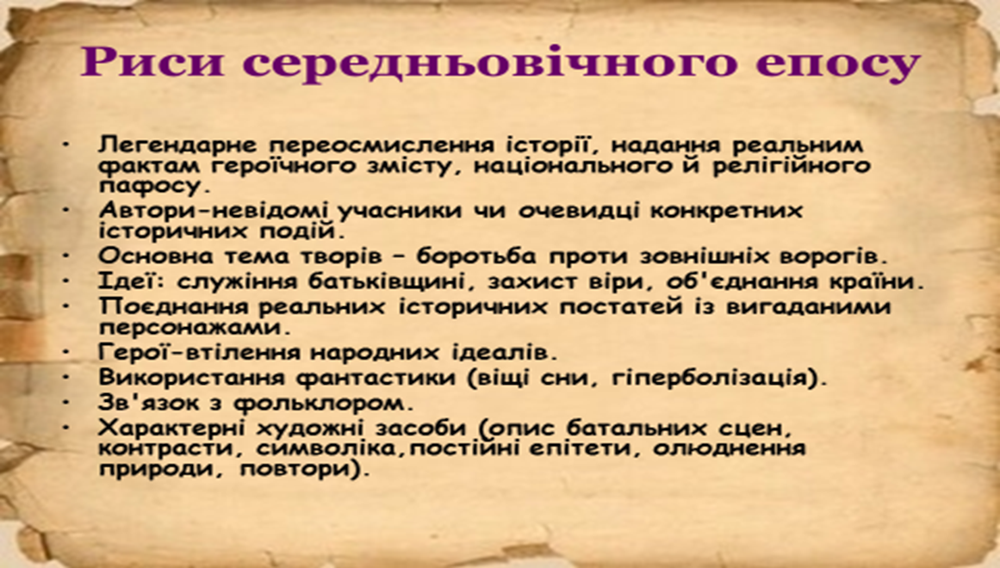 Риси середньовічного епосу
• Легендарне переосмислення історії, надання реальним
фактам героїчного змісту, національного й релігійного
пафосу.
• Автори-невідомі учасники чи очевидці конкретних
історичних подій.
• Основна тема творів – боротьба проти зовнішніх ворогів.
• Ідеї: служіння батьківщині, захист віри, об'єднання країни.
• Поєднання реальних історичних постатей із вигаданими
персонажами.
• Герої-втілення народних ідеалів.
• Використання фантастики (віщі сни, гіперболізація).
• Зв'язок з фольклором.
• Характерні художні засоби (опис батальних сцен,
контрасти, символіка,постійні епітети, олюднення
природи, повтори).